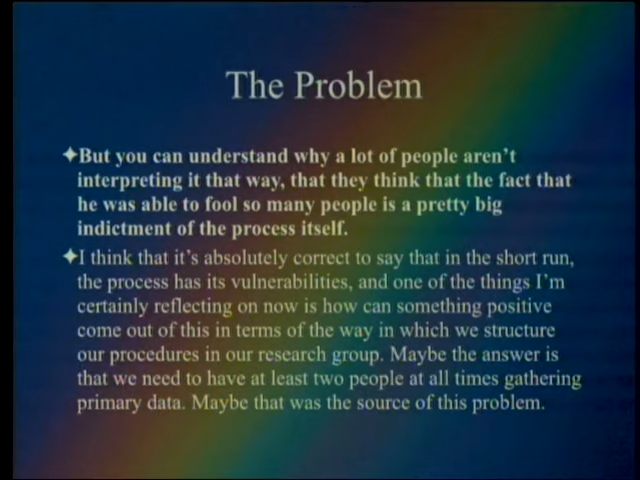 The Problem
✦But you can understand why a lot of people aren't
interpreting it that way, that they think that the fact that
he was able to fool so many people is a pretty big
indictment of the process itself.
✦I think that it's absolutely correct to say that in the short run,
the process has its vulnerabilities, and one of the things I'm
certainly reflecting on now is how can something positive
come out of this in terms of the way in which we structure
our procedures in our research group. Maybe the answer is
that we need to have at least two people at all times gathering
primary data. Maybe that was the source of this problem.